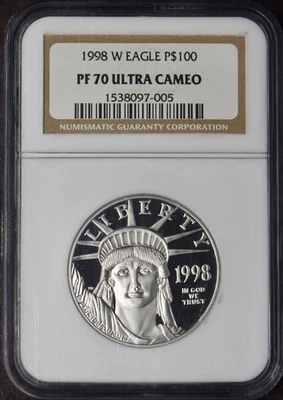 1998 W EAGLE P$100
PF 70 ULTRA CAMEO
1538097-005
NUMISMATIC GUARANTY CORPORATION
LIBERTY
1998
IN GOD
WE
TRUST